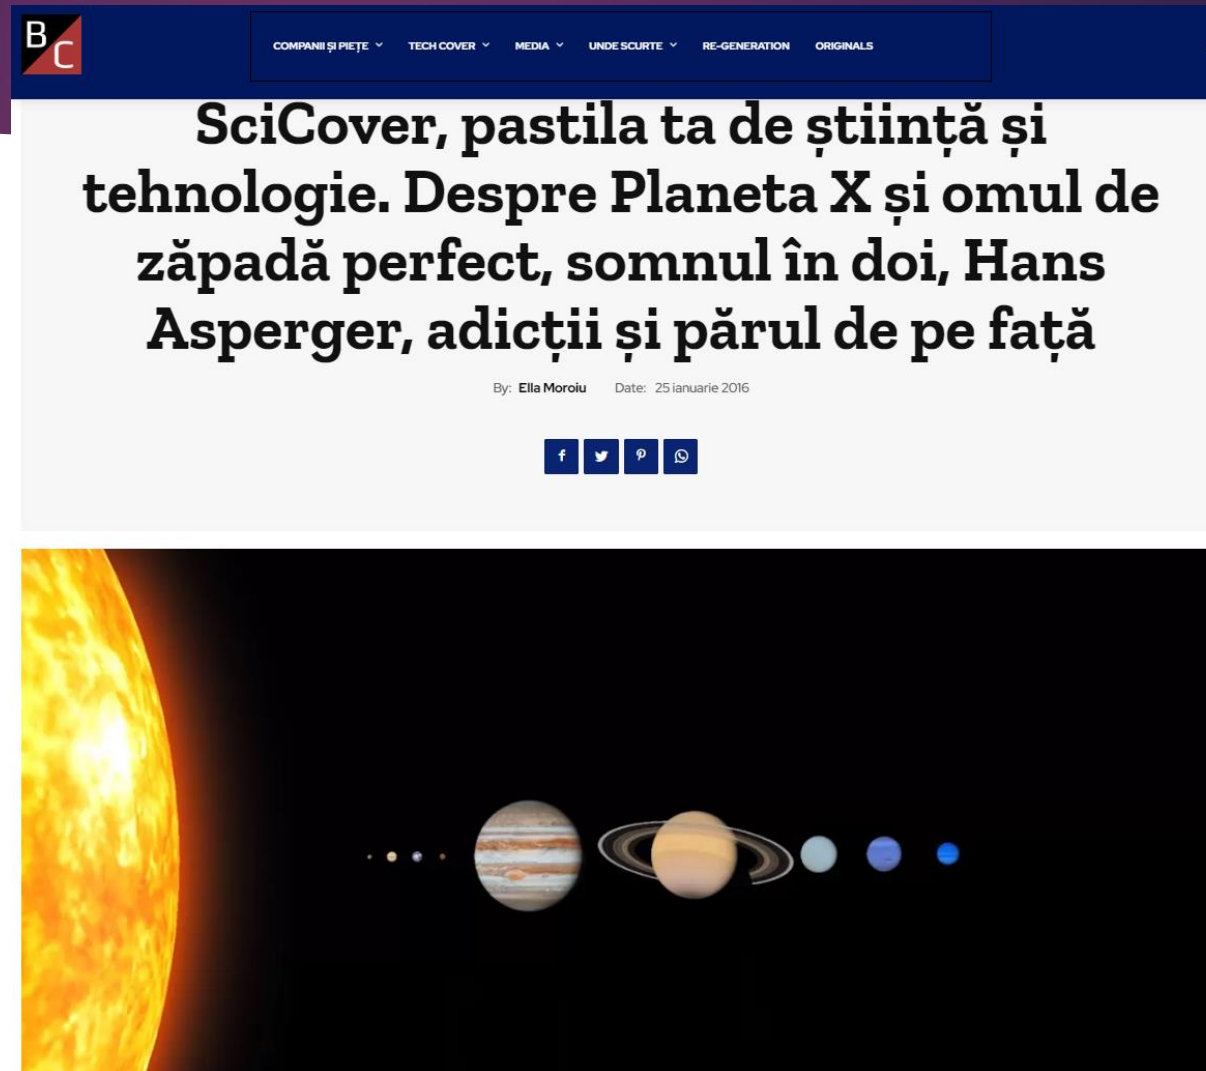 B
C
COMPANII ȘI PIEȚE
TECH COVER
MEDIA
UNDE SCURTE
RE-GENERATION
ORIGINALS
SciCover, pastila ta de știință și
tehnologie. Despre Planeta X și omul de
zăpadă perfect, somnul în doi, Hans
Asperger, adicții și părul de pe față
By: Ella Moroiu Date: 25 ianuarie 2016